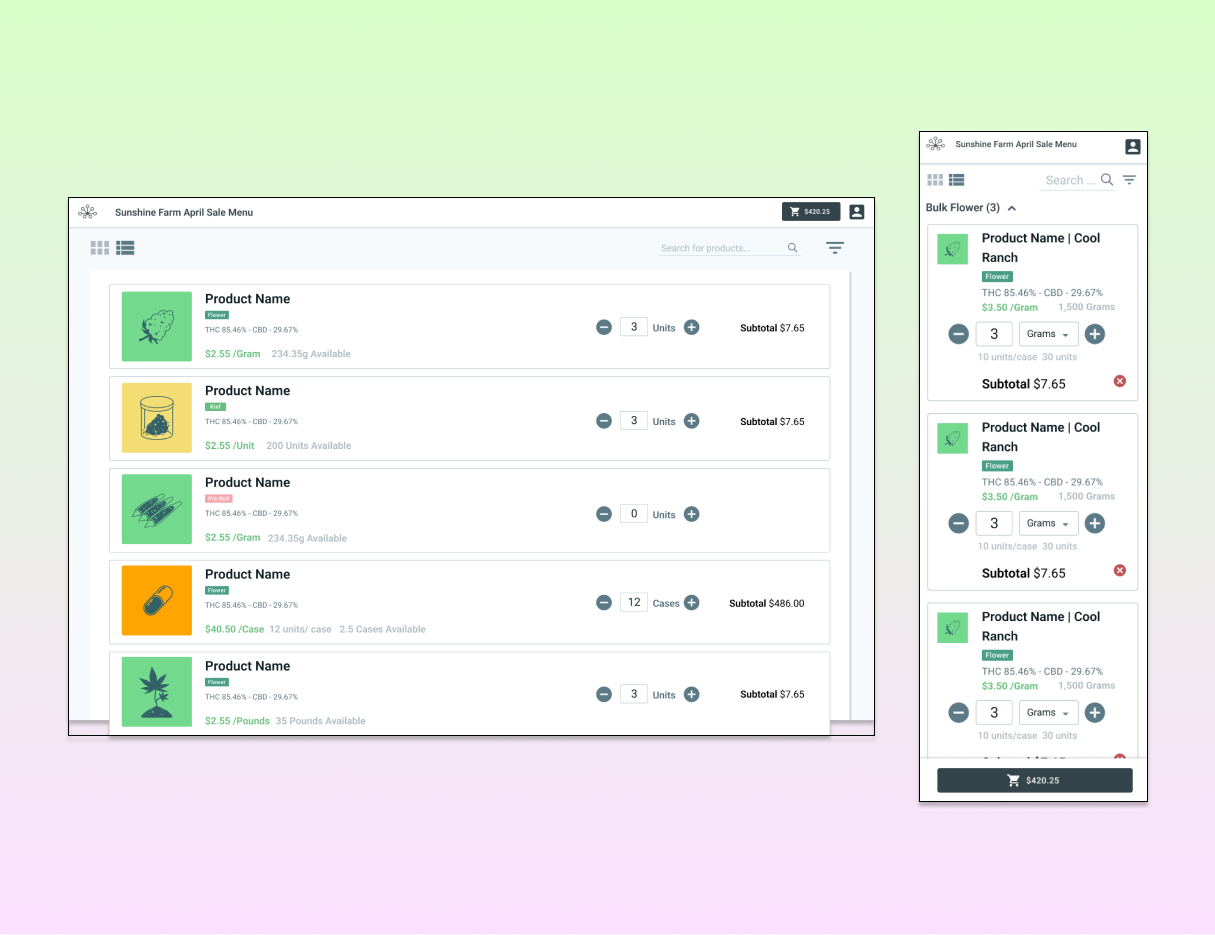 Sunshine Farm April Sale Menu
$420.25
Search for products...
Product Name
Flower
THC 85.46% - CBD - 29.67%
$2.55 /Gram 234.35g Available
3 Units
Subtotal $7.65
Product Name
Kief
THC 85.46% - CBD - 29.67%
$2.55 /Unit 200 Units Available
3 Units
Subtotal $7.65
Product Name
Pre-Roll
THC 85.46% - CBD - 29.67%
$2.55 /Gram 234.35g Available
0 Units
Product Name
Flower
THC 85.46% - CBD - 29.67%
$40.50 /Case 12 units/ case 2.5 Cases Available
12 Cases
Subtotal $486.00
Product Name
Flower
THC 85.46% - CBD - 29.67%
$2.55 /Pounds 35 Pounds Available
3 Units
Subtotal $7.65
Sunshine Farm April Sale Menu
Search ...
Bulk Flower (3)
Product Name | Cool
Ranch
Flower
THC 85.46% - CBD - 29.67%
$3.50 /Gram 1,500 Grams
3 Grams
10 units/case 30 units
Subtotal $7.65
Product Name | Cool
Ranch
Flower
THC 85.46% - CBD - 29.67%
$3.50 /Gram 1,500 Grams
3 Grams
10 units/case 30 units
Subtotal $7.65
Product Name | Cool
Ranch
Flower
THC 85.46% - CBD - 29.67%
$3.50 /Gram 1,500 Grams
3 Grams
10 units/case 30 units
$420.25